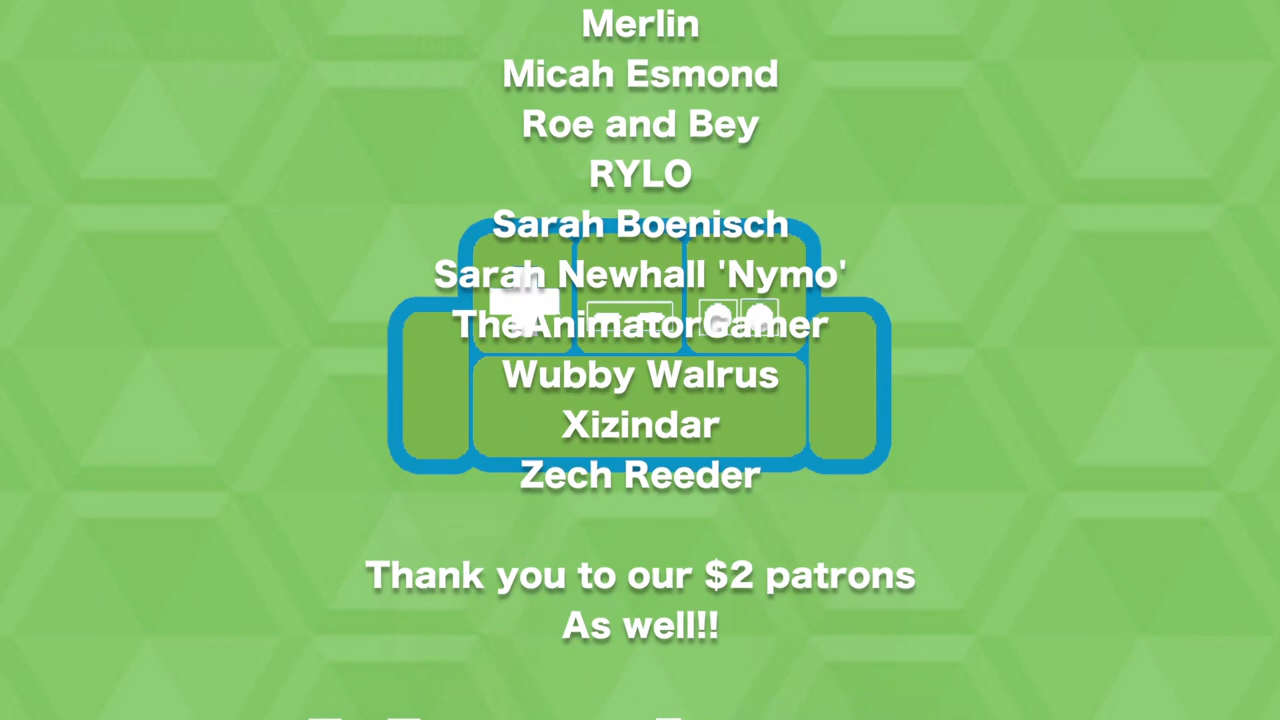 Merlin
Micah Esmond
Roe and Bey
RYLO
Sarah Boenisch
Sarah Newhall 'Nymo'
TheAnimatorGamer
Wubby Walrus
Xizindar
Zech Reeder
Thank you to our $2 patrons
As well!!